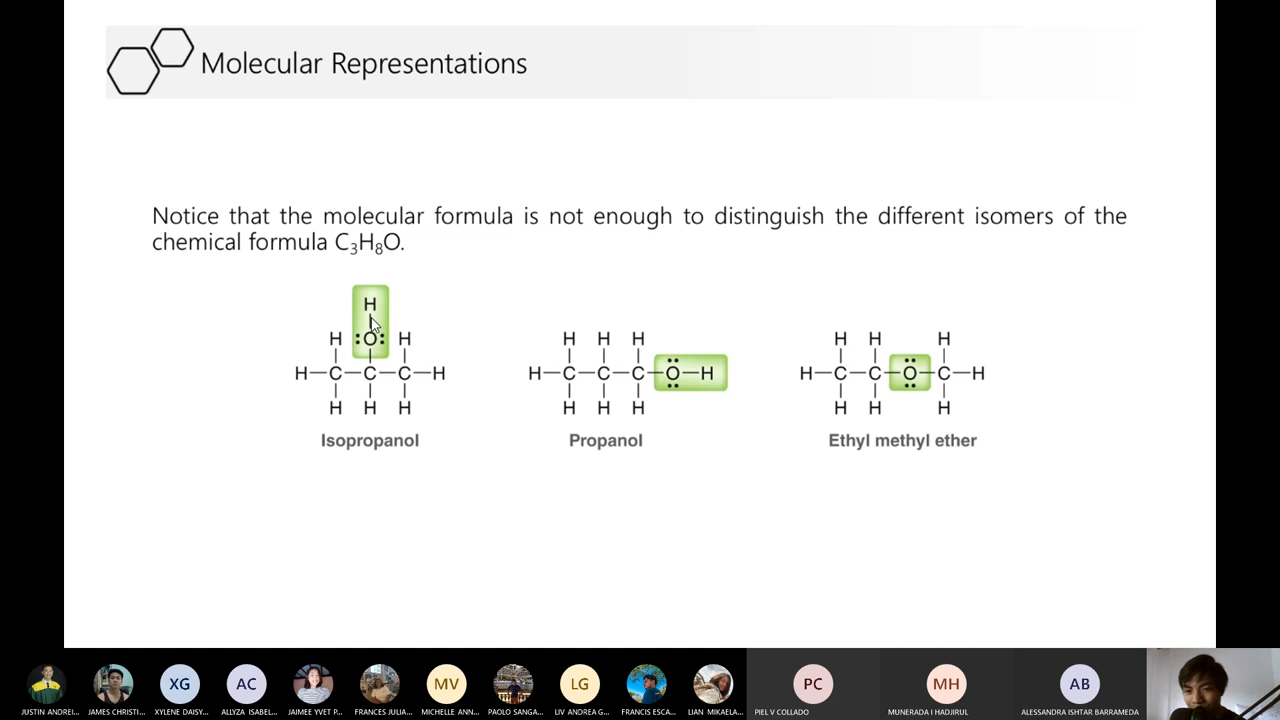 Molecular Representations
Notice that the molecular formula is not enough to distinguish the different isomers of the
chemical formula C₃H₈O.
H
H :O: H H H H H H H
H—C—C—C—H H—C—C—C—O—H H—C—C—O—C—H
H H H H H H H H H
Isopropanol Propanol Ethyl methyl ether
XG AC MV LG PC MH AB
JUSTIN ANDREI... JAMES CHRISTI... XYLENE DAISY... ALLYZA ISABEL... JAIMEE YVET P... FRANCES JULIA... MICHELLE ANN... PAOLO SANGA... LIV ANDREA G... FRANCIS ESCA... LIAN MIKAELA... PIEL V COLLADO MUNERADA I HADJIRUL ALESSANDRA ISHTAR BARRAMEDA